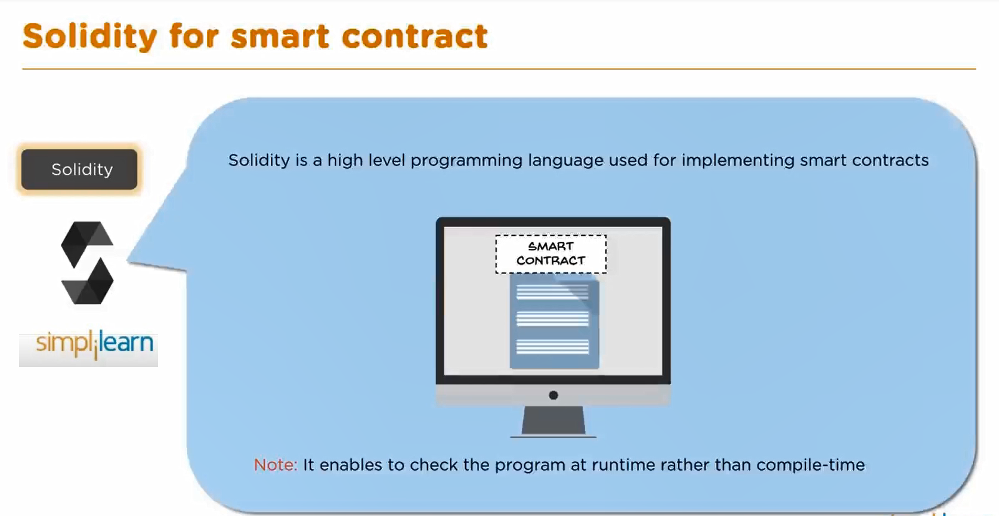 Solidity for smart contract
Solidity
Solidity is a high level programming language used for implementing smart contracts
SMART
CONTRACT
simplilearn
Note: It enables to check the program at runtime rather than compile-time